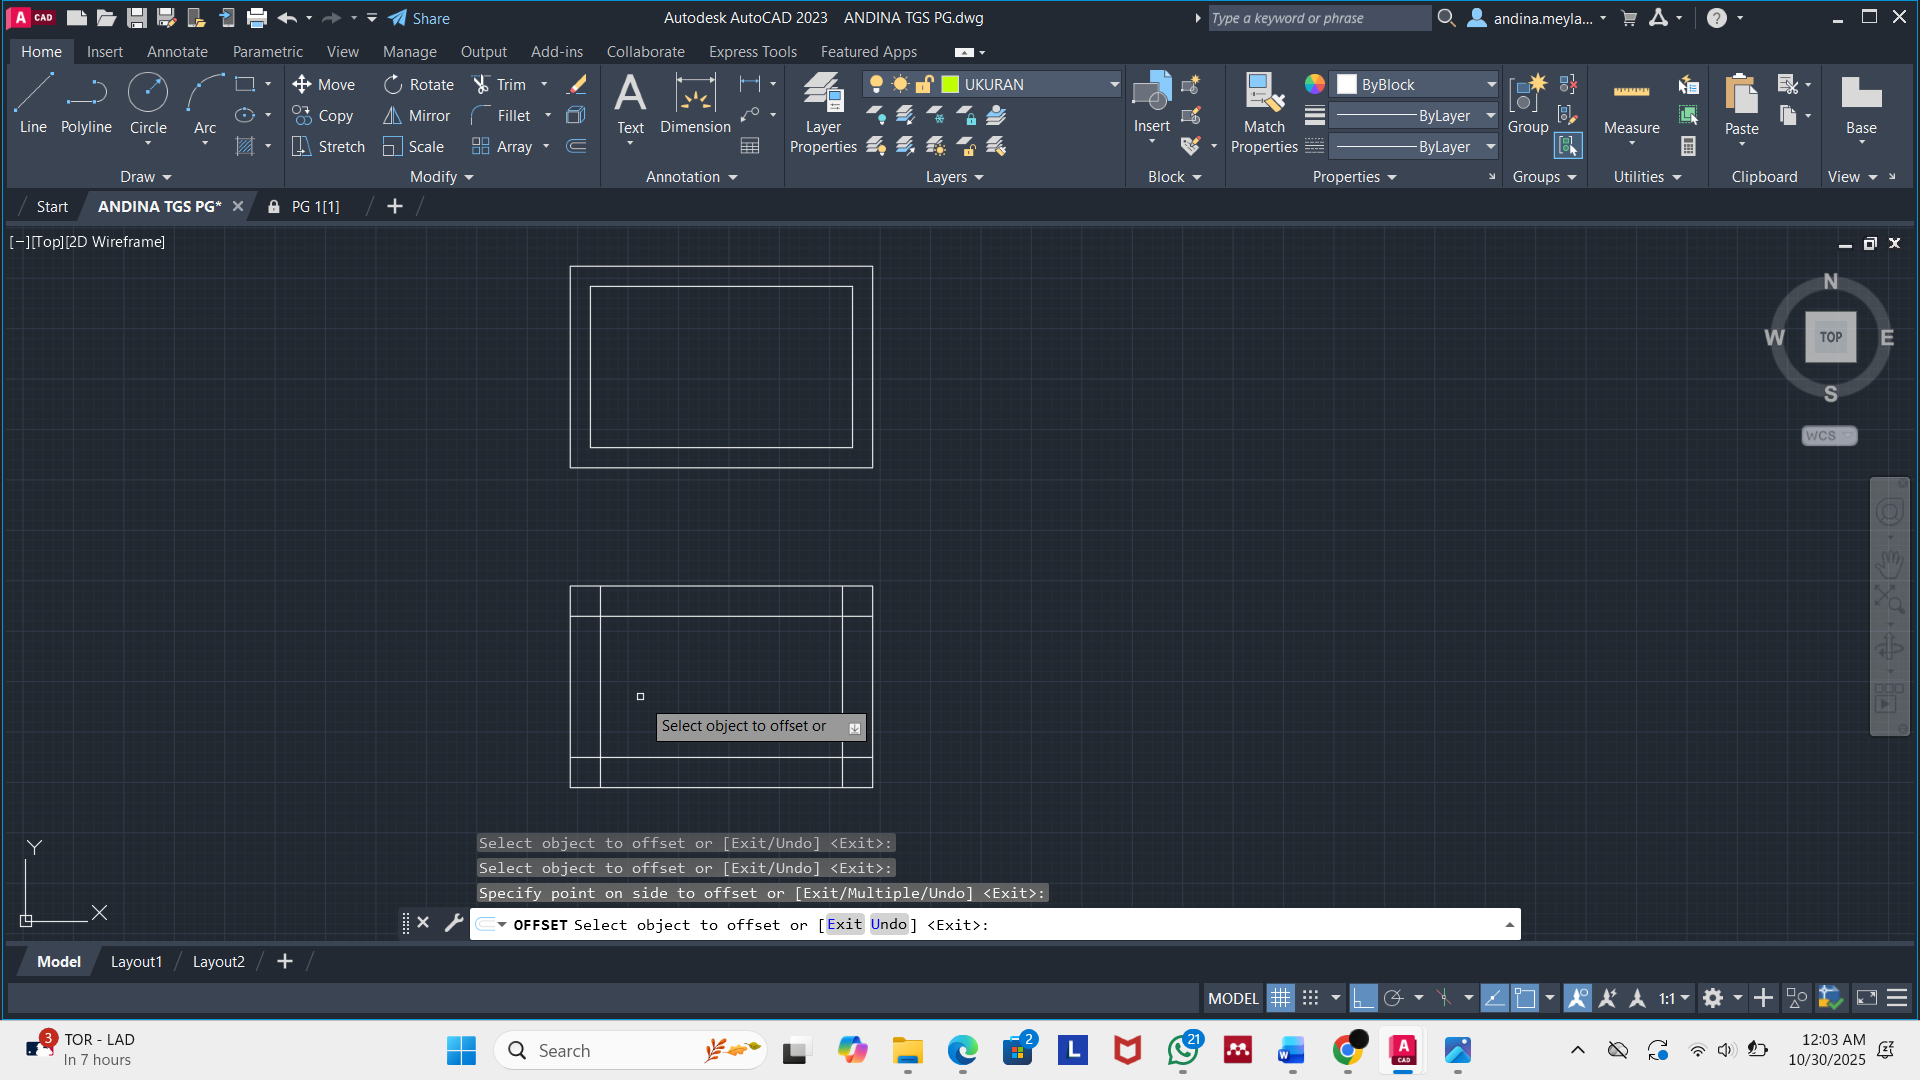 A CAD
Share
Autodesk AutoCAD 2023 ANDINA TGS PG.dwg
Type a keyword or phrase
andina.meyla...
Home Insert Annotate Parametric View Manage Output Add-ins Collaborate Express Tools Featured Apps
Line
Polyline
Circle
Arc
Draw
Move Rotate Trim
Copy Mirror Fillet
Stretch Scale Array
Modify
Text
Dimension
Annotation
Layer
Properties
UKURAN
Layers
Insert
Block
Match
Properties
ByBlock
ByLayer
ByLayer
Properties
Group
Groups
Measure
Utilities
Paste
Clipboard
Base
View
Start ANDINA TGS PG* PG 1[1]
[−][Top][2D Wireframe]
N
W TOP E
S
WCS
Select object to offset or
Y
X
Select object to offset or [Exit/Undo] <Exit>:
Select object to offset or [Exit/Undo] <Exit>:
Specify point on side to offset or [Exit/Multiple/Undo] <Exit>:
OFFSET Select object to offset or [Exit Undo] <Exit>:
Model Layout1 Layout2
MODEL 1:1
3
TOR - LAD
In 7 hours
Search
2
L
21
W
A CAD
12:03 AM
10/30/2025